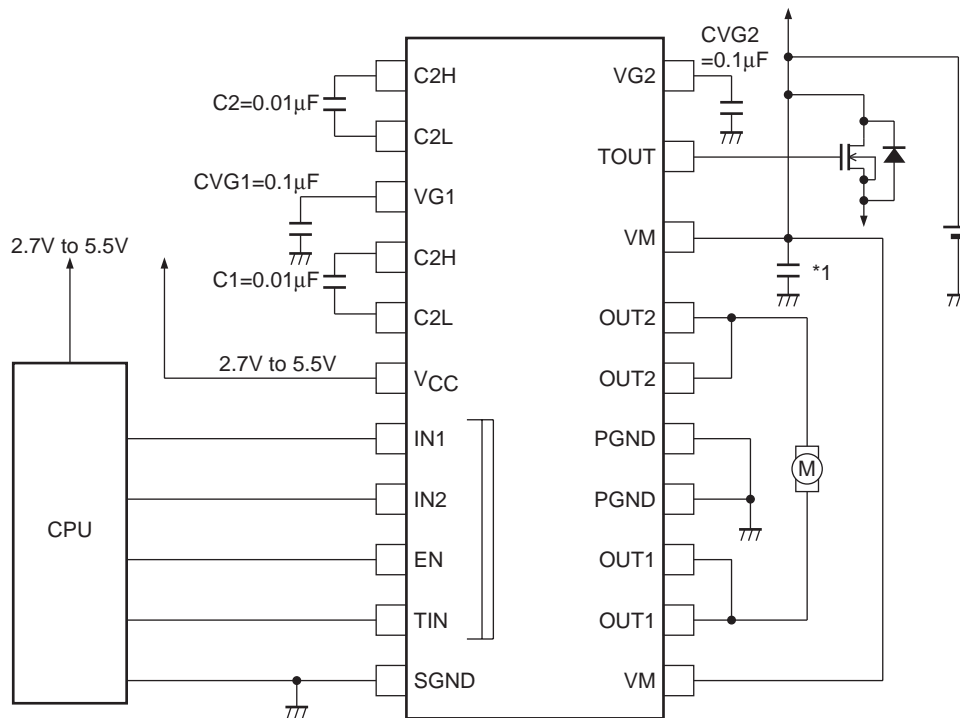 CVG2
=0.1μF
C2H
VG2
C2=0.01μF
C2L
TOUT
CVG1=0.1μF
VG1
2.7V to 5.5V
C2H
VM
C1=0.01μF
*1
C2L
OUT2
2.7V to 5.5V
VCC
OUT2
IN1
PGND
M
IN2
PGND
CPU
EN
OUT1
TIN
OUT1
SGND
VM